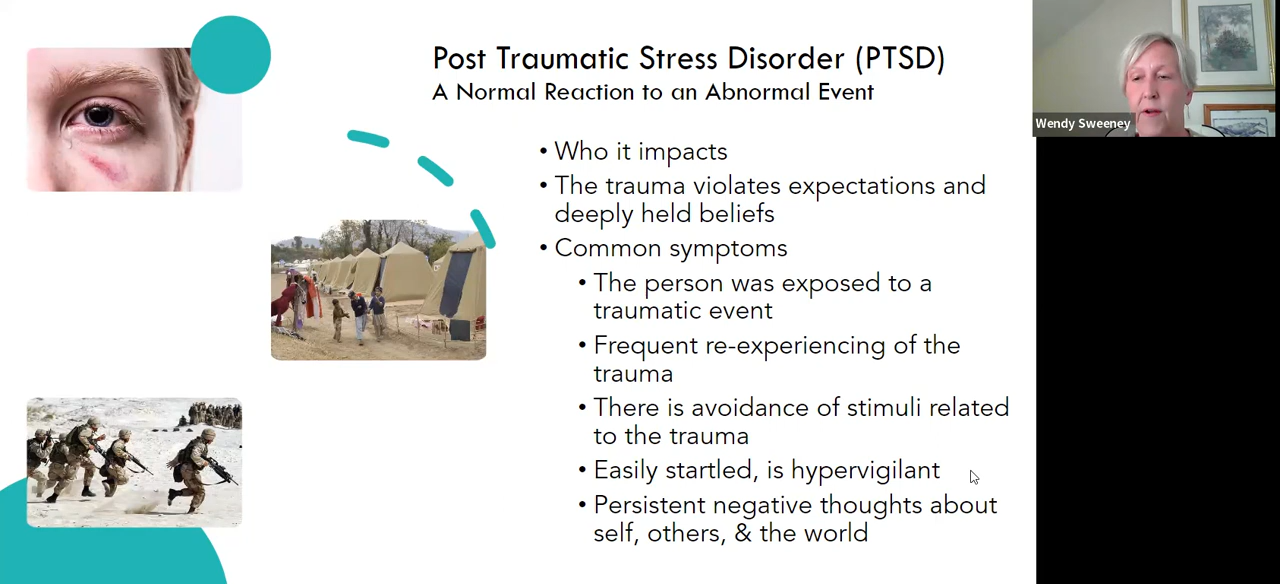 Post Traumatic Stress Disorder (PTSD)
A Normal Reaction to an Abnormal Event
Wendy Sweeney
• Who it impacts
• The trauma violates expectations and
deeply held beliefs
• Common symptoms
• The person was exposed to a
traumatic event
• Frequent re-experiencing of the
trauma
• There is avoidance of stimuli related
to the trauma
• Easily startled, is hypervigilant
• Persistent negative thoughts about
self, others, & the world